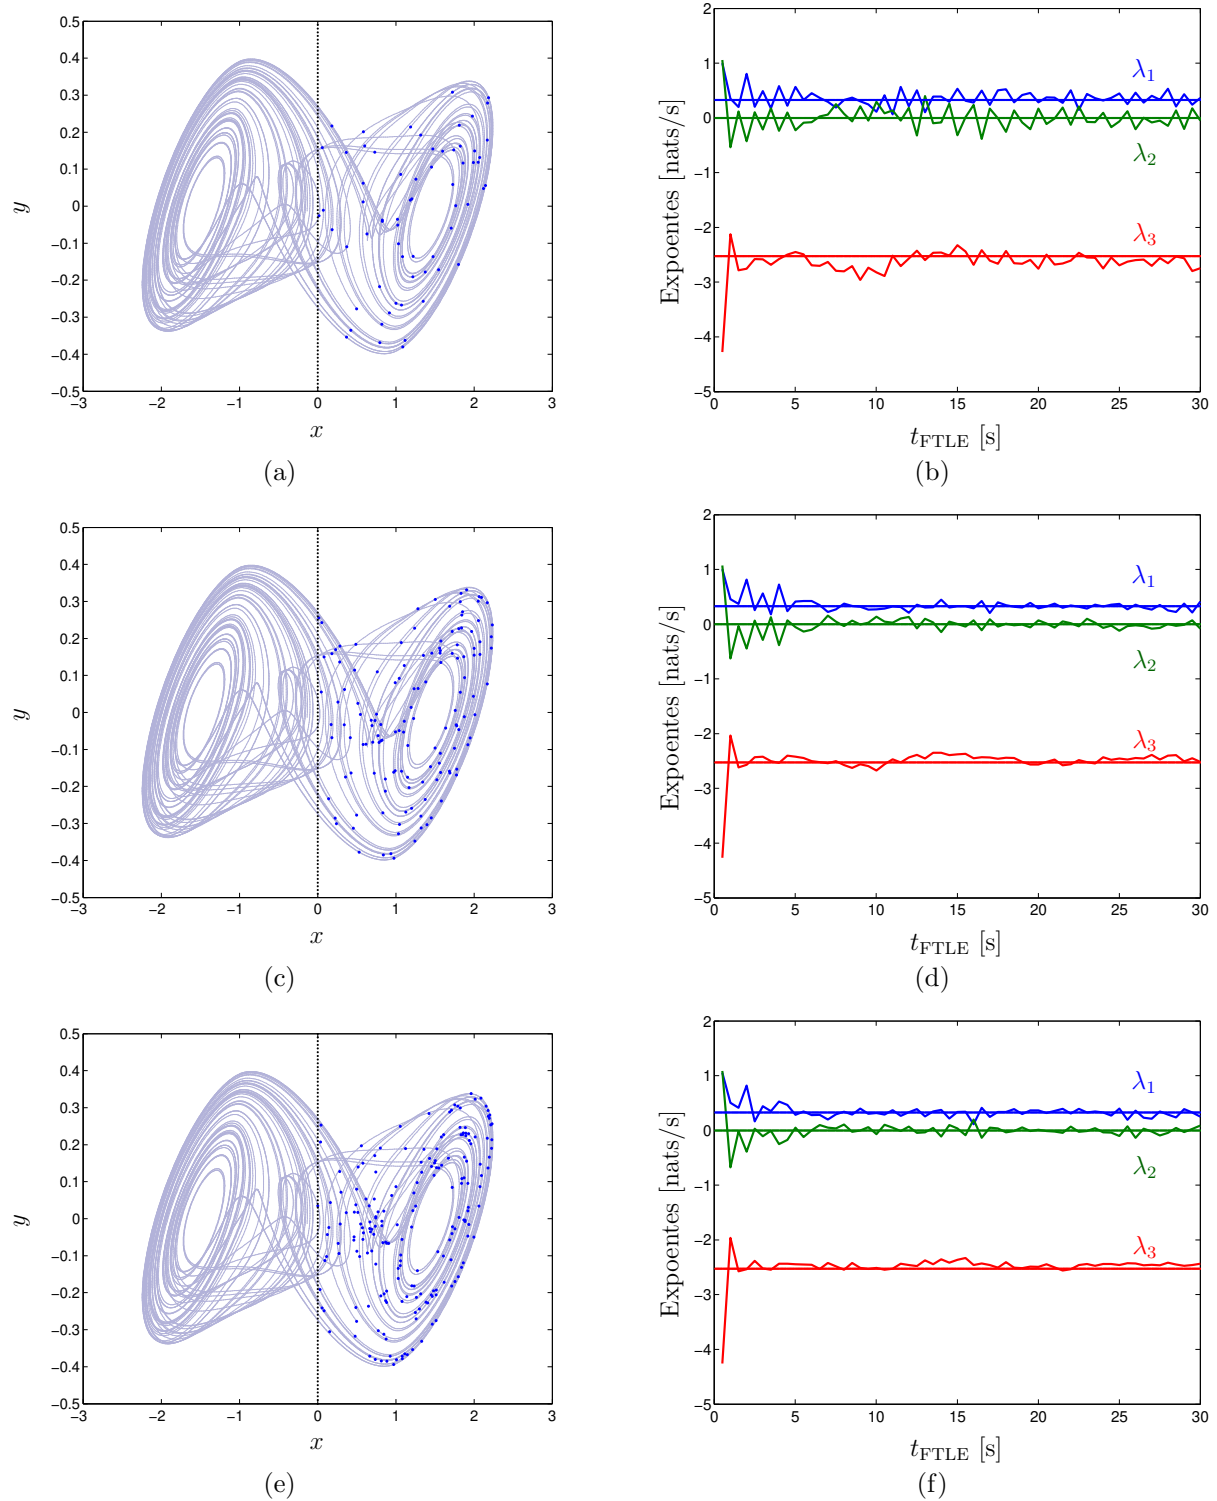 0.5
0.4
0.3
0.2
0.1
0
−0.1
−0.2
−0.3
−0.4
−0.5
y
−3 −2 −1 0 1 2 3
x
(a)
2
1
0
−1
−2
−3
−4
−5
Expoentes [nats/s]
λ1
λ2
λ3
0 5 10 15 20 25 30
tFTLE [s]
(b)
0.5
0.4
0.3
0.2
0.1
0
−0.1
−0.2
−0.3
−0.4
−0.5
y
−3 −2 −1 0 1 2 3
x
(c)
2
1
0
−1
−2
−3
−4
−5
Expoentes [nats/s]
λ1
λ2
λ3
0 5 10 15 20 25 30
tFTLE [s]
(d)
0.5
0.4
0.3
0.2
0.1
0
−0.1
−0.2
−0.3
−0.4
−0.5
y
−3 −2 −1 0 1 2 3
x
(e)
2
1
0
−1
−2
−3
−4
−5
Expoentes [nats/s]
λ1
λ2
λ3
0 5 10 15 20 25 30
tFTLE [s]
(f)